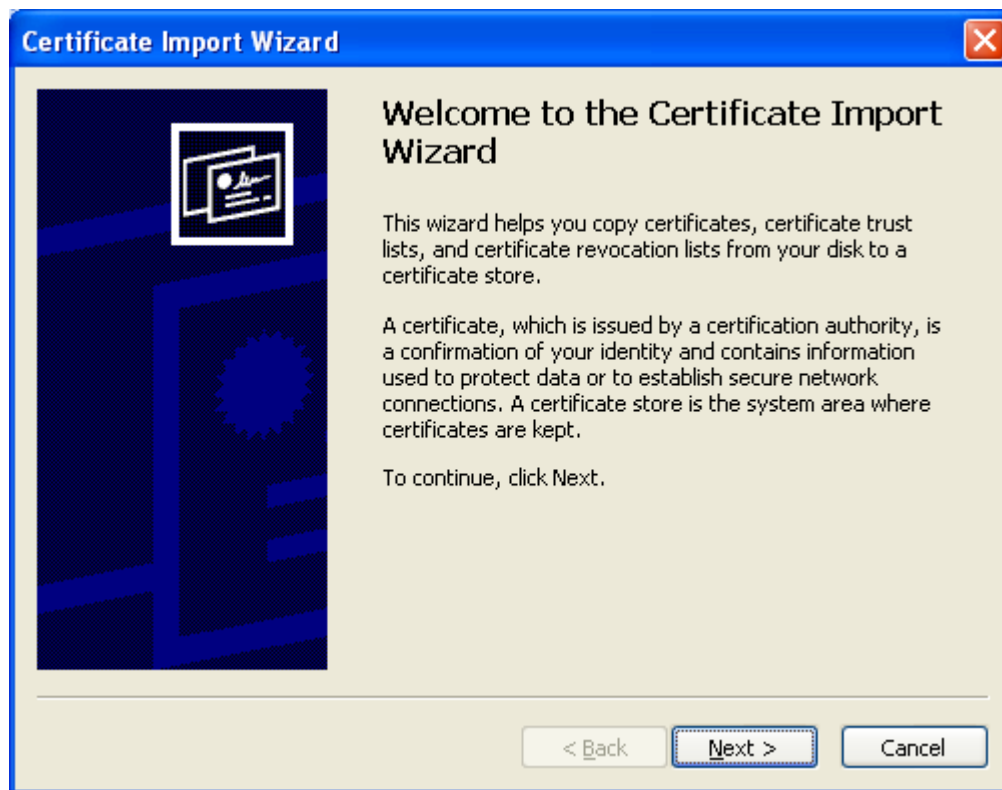 Certificate Import Wizard
Welcome to the Certificate Import
Wizard
This wizard helps you copy certificates, certificate trust
lists, and certificate revocation lists from your disk to a
certificate store.
A certificate, which is issued by a certification authority, is
a confirmation of your identity and contains information
used to protect data or to establish secure network
connections. A certificate store is the system area where
certificates are kept.
To continue, click Next.
< Back Next > Cancel